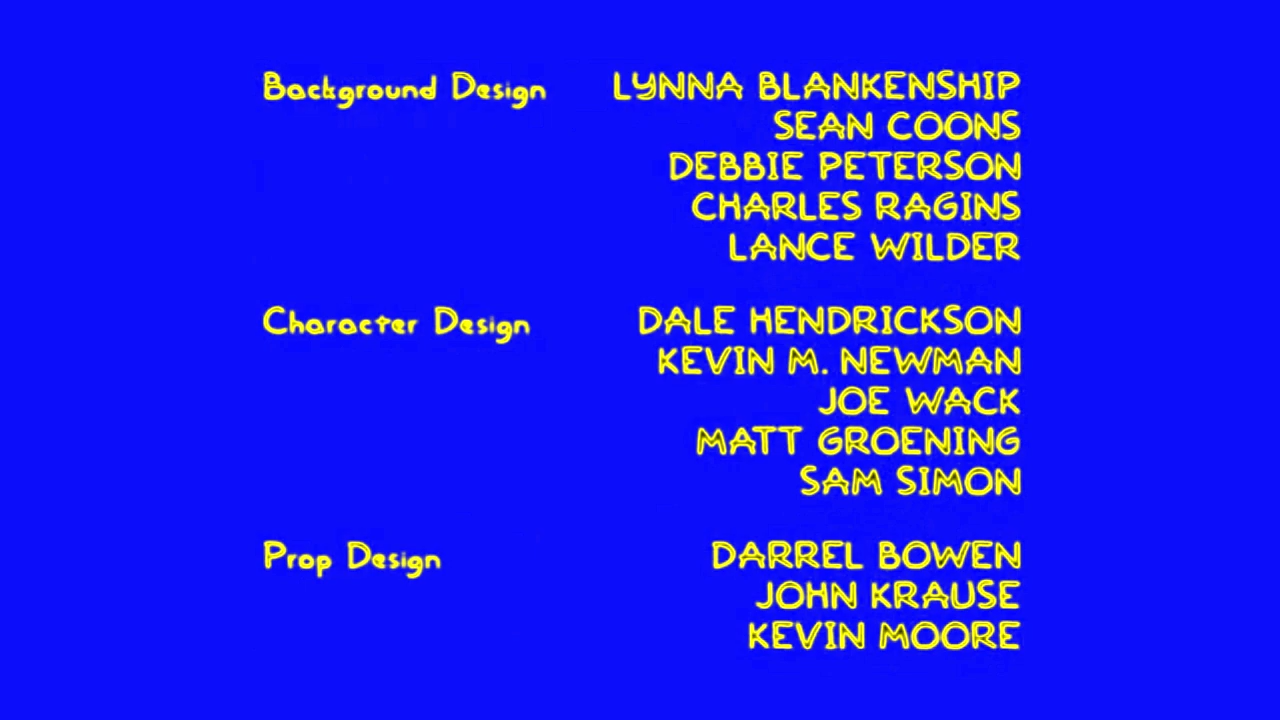 Background Design LYNNA BLANKENSHIP
SEAN COONS
DEBBIE PETERSON
CHARLES RAGINS
LANCE WILDER
Character Design DALE HENDRICKSON
KEVIN M. NEWMAN
JOE WACK
MATT GROENING
SAM SIMON
Prop Design DARREL BOWEN
JOHN KRAUSE
KEVIN MOORE